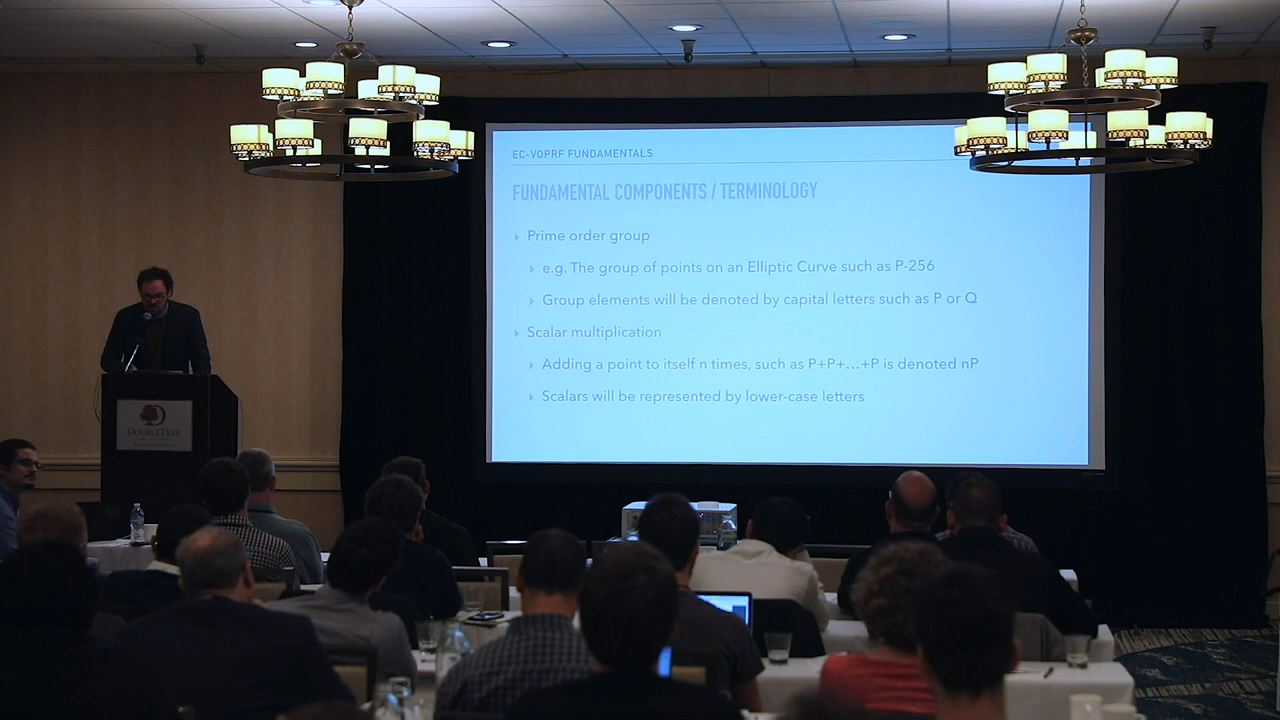 EC-VOPRF FUNDAMENTALS
FUNDAMENTAL COMPONENTS / TERMINOLOGY
Prime order group
e.g. The group of points on an Elliptic Curve such as P-256
Group elements will be denoted by capital letters such as P or Q
Scalar multiplication
Adding a point to itself n times, such as P+P+…+P is denoted nP
Scalars will be represented by lower-case letters
DOUBLETREE